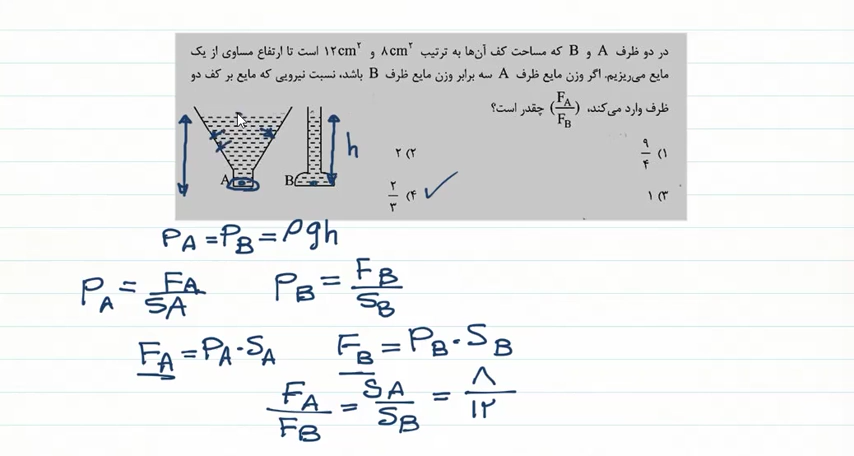 در دو ظرف A و B که مساحت کف آن‌ها به ترتیب ۸cm² و ۱۲cm² است تا ارتفاع مساوی از یک
مایع می‌ریزیم. اگر وزن مایع ظرف A سه برابر وزن مایع ظرف B باشد، نسبت نیرویی که مایع بر کف دو
ظرف وارد می‌کند، (F_A/F_B) چقدر است؟
۱) ۹/۴
۲) ۲
۳) ۱
۴) ۲/۳ ✓
A B h
P_A = P_B = ρgh
P_A = F_A/S_A P_B = F_B/S_B
F_A = P_A · S_A F_B = P_B · S_B
F_A/F_B = S_A/S_B = ۸/۱۲